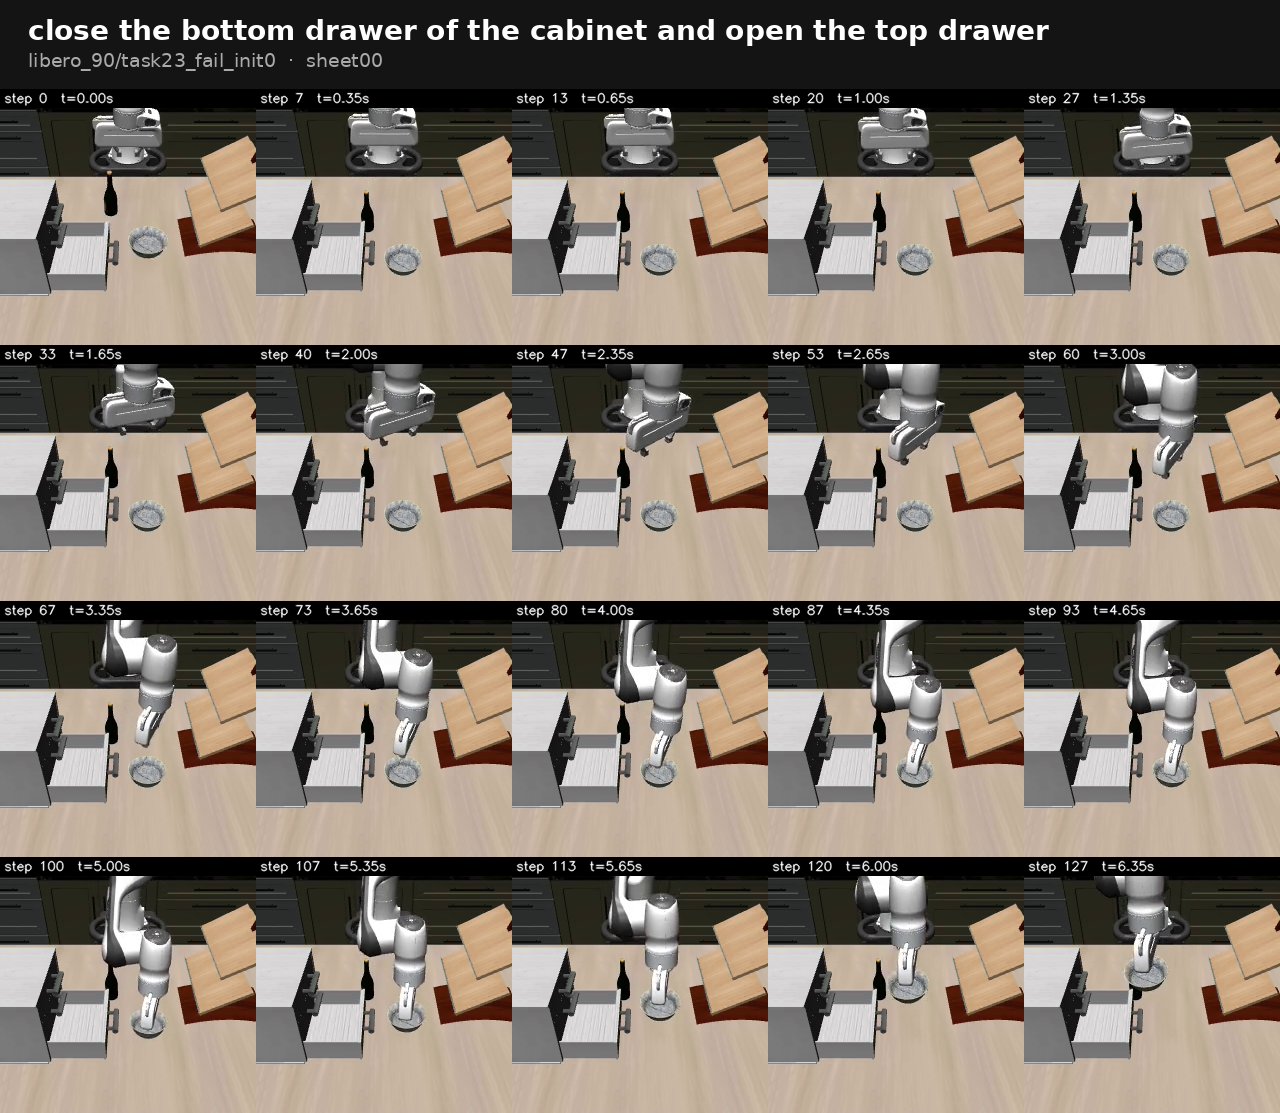 close the bottom drawer of the cabinet and open the top drawer
libero_90/task23_fail_init0 · sheet00
step 0 t=0.00s
step 7 t=0.35s
step 13 t=0.65s
step 20 t=1.00s
step 27 t=1.35s
step 33 t=1.65s
step 40 t=2.00s
step 47 t=2.35s
step 53 t=2.65s
step 60 t=3.00s
step 67 t=3.35s
step 73 t=3.65s
step 80 t=4.00s
step 87 t=4.35s
step 93 t=4.65s
step 100 t=5.00s
step 107 t=5.35s
step 113 t=5.65s
step 120 t=6.00s
step 127 t=6.35s